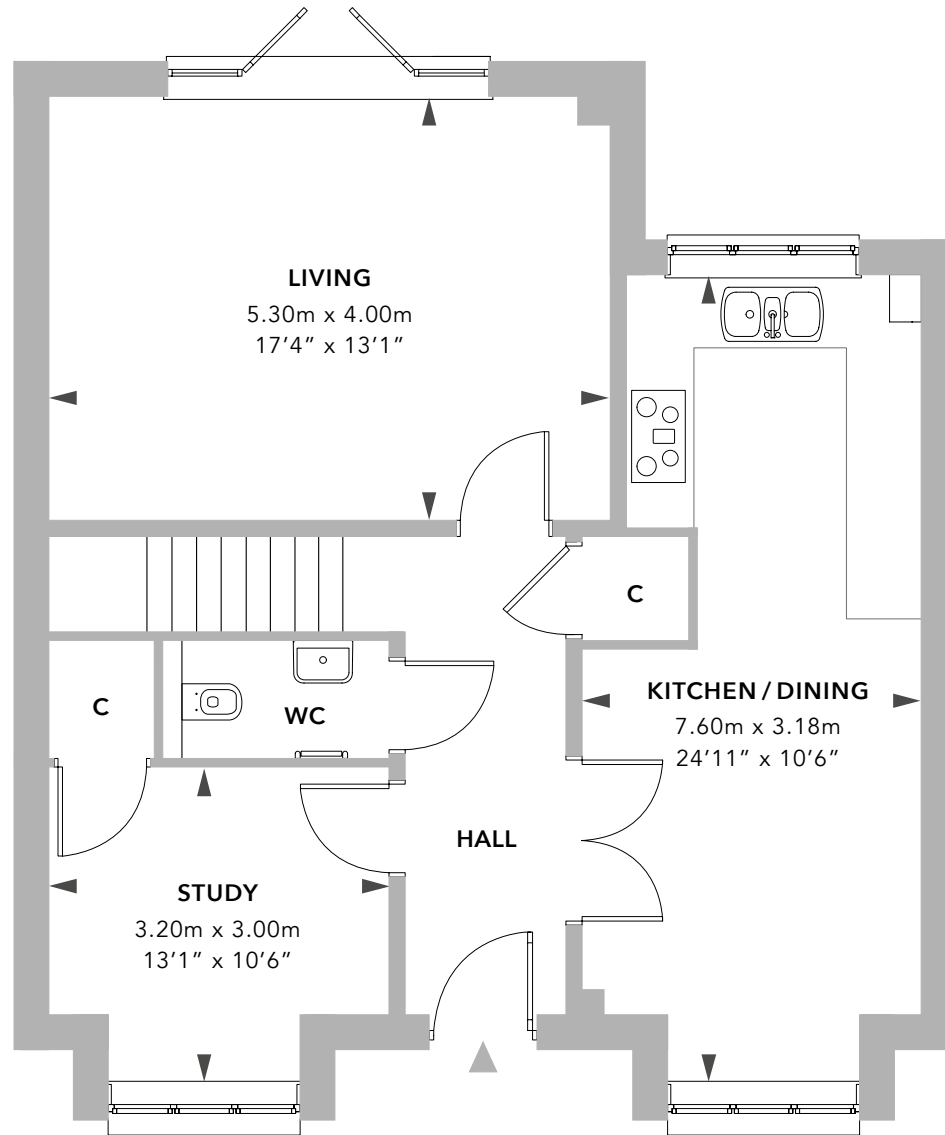 LIVING
5.30m x 4.00m
17’4” x 13’1”
C
KITCHEN / DINING
7.60m x 3.18m
24’11” x 10’6”
C
WC
HALL
STUDY
3.20m x 3.00m
13’1” x 10’6”